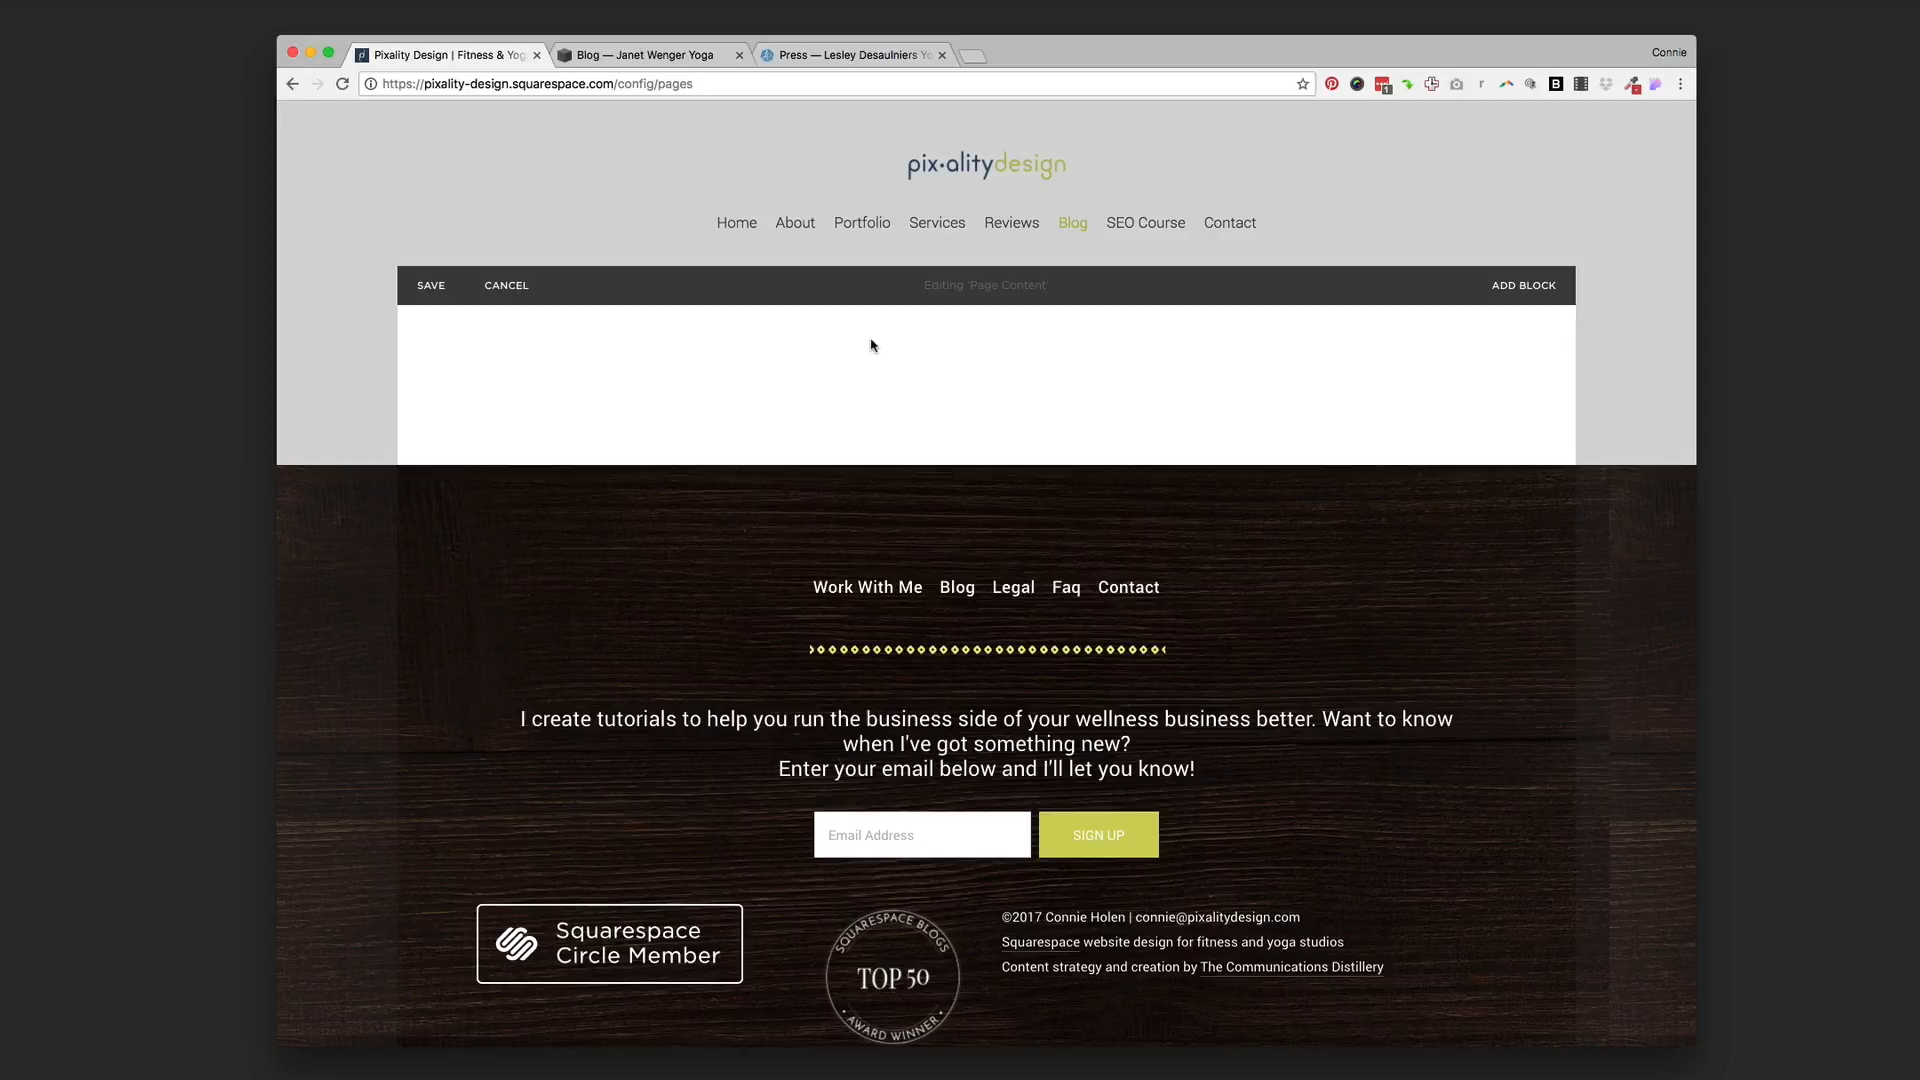 Pixality Design | Fitness & Yog
Blog — Janet Wenger Yoga
Press — Lesley Desaulniers Yo
Connie
https://pixality-design.squarespace.com/config/pages
1
r
B
pix·alitydesign
Home About Portfolio Services Reviews Blog SEO Course Contact
SAVE CANCEL Editing 'Page Content' ADD BLOCK
Work With Me Blog Legal Faq Contact
I create tutorials to help you run the business side of your wellness business better. Want to know
when I've got something new?
Enter your email below and I'll let you know!
Email Address SIGN UP
Squarespace
Circle Member
SQUARESPACE BLOGS
TOP 50
• AWARD WINNER •
©2017 Connie Holen | connie@pixalitydesign.com
Squarespace website design for fitness and yoga studios
Content strategy and creation by The Communications Distillery